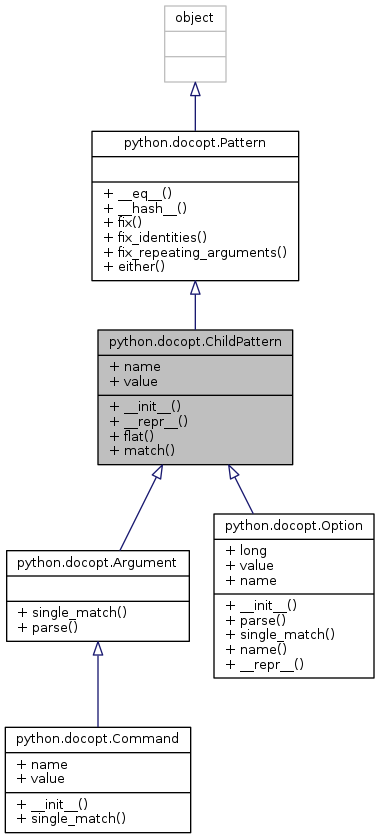 object
python.docopt.Pattern
+ __eq__()
+ __hash__()
+ fix()
+ fix_identities()
+ fix_repeating_arguments()
+ either()
python.docopt.ChildPattern
+ name
+ value
+ __init__()
+ __repr__()
+ flat()
+ match()
python.docopt.Argument
+ single_match()
+ parse()
python.docopt.Option
+ long
+ value
+ name
+ __init__()
+ parse()
+ single_match()
+ name()
+ __repr__()
python.docopt.Command
+ name
+ value
+ __init__()
+ single_match()